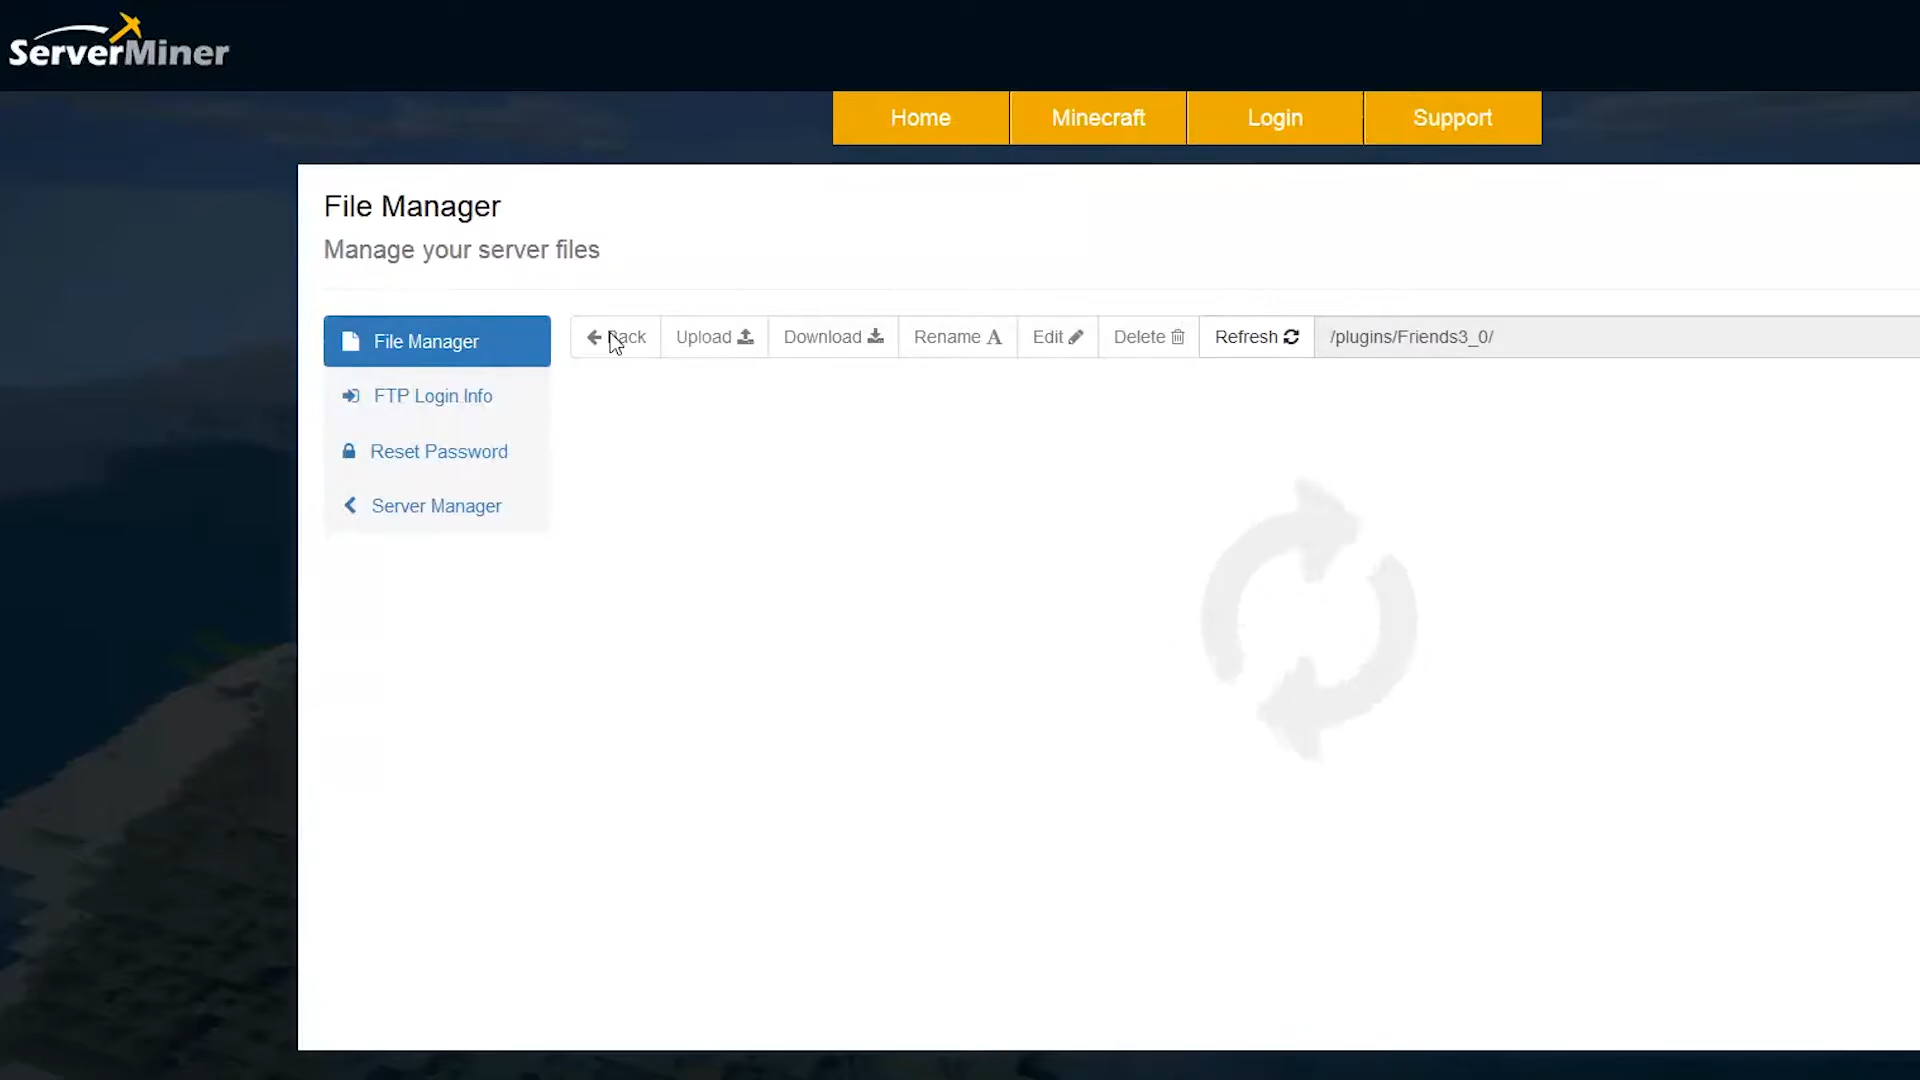 ServerMiner
Home Minecraft Login Support
File Manager
Manage your server files
File Manager
Back Upload Download Rename A Edit Delete Refresh /plugins/Friends3_0/
FTP Login Info
Reset Password
Server Manager